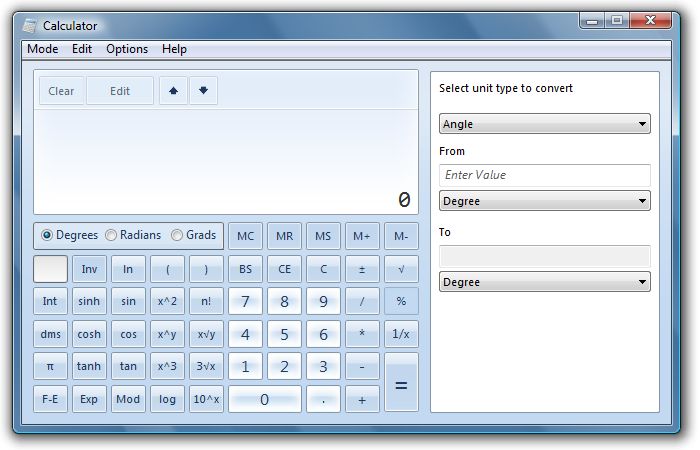 Calculator
Mode Edit Options Help
Clear Edit
0
Select unit type to convert
Angle
From
Enter Value
Degree
To
Degree
Degrees Radians Grads MC MR MS M+ M-
Inv ln ( ) BS CE C ± √
Int sinh sin x^2 n! 7 8 9 / %
dms cosh cos x^y x√y 4 5 6 * 1/x
π tanh tan x^3 3√x 1 2 3 - =
F-E Exp Mod log 10^x 0 . +